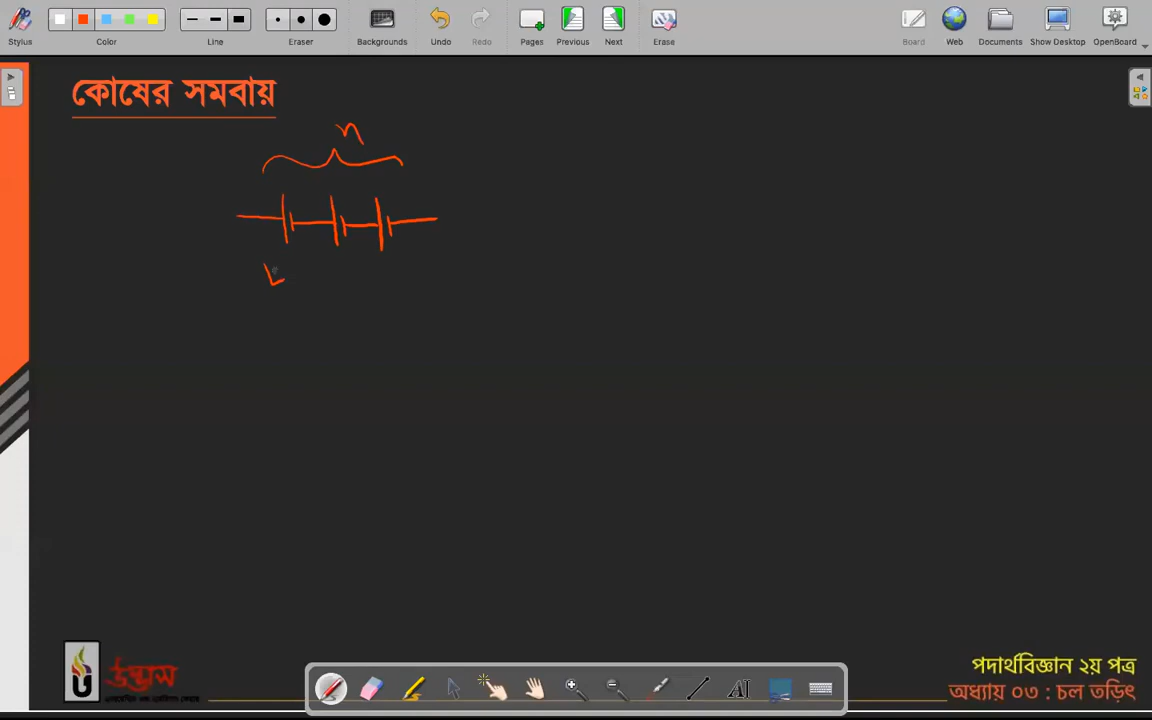 Stylus
Color
Line
Eraser
Backgrounds
Undo
Redo
Pages
Previous
Next
Erase
Board
Web
Documents
Show Desktop
OpenBoard
কোষের সমবায়
n
উদ্ভাস
পদার্থবিজ্ঞান ২য় পত্র
অধ্যায় ০৩ : চল তড়িৎ